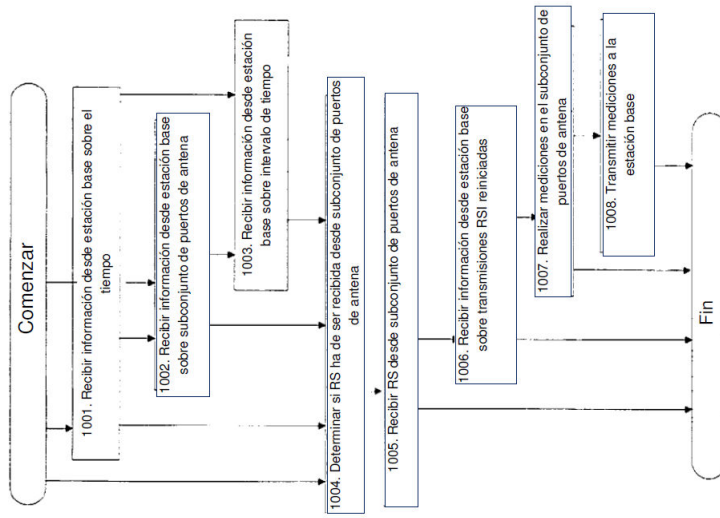 Comenzar
1001. Recibir información desde estación base sobre el
tiempo
1002. Recibir información desde estación base
sobre subconjunto de puertos de antena
1003. Recibir información desde estación
base sobre intervalo de tiempo
1004. Determinar si RS ha de ser recibida desde subconjunto de puertos
de antena
1005. Recibir RS desde subconjunto de puertos de antena
1006. Recibir información desde estación base
sobre transmisiones RSI reiniciadas
1007. Realizar mediciones en el subconjunto de
puertos de antena
1008. Transmitir mediciones a la
estación base
Fin